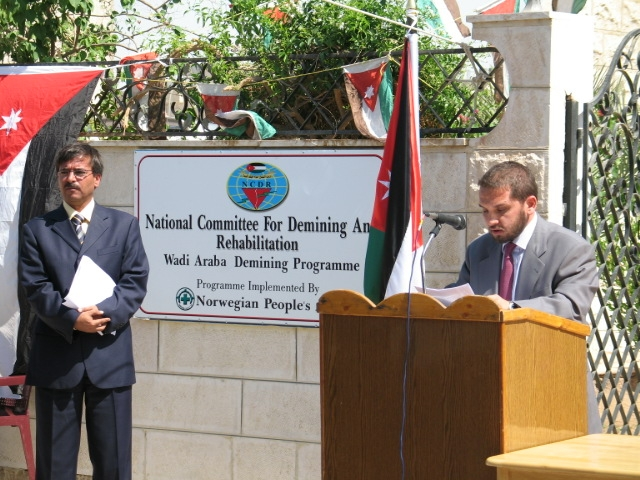 NCDR
National Committee For Demining An
Rehabilitation
Wadi Araba Demining Programme
Programme Implemented By
Norwegian People's